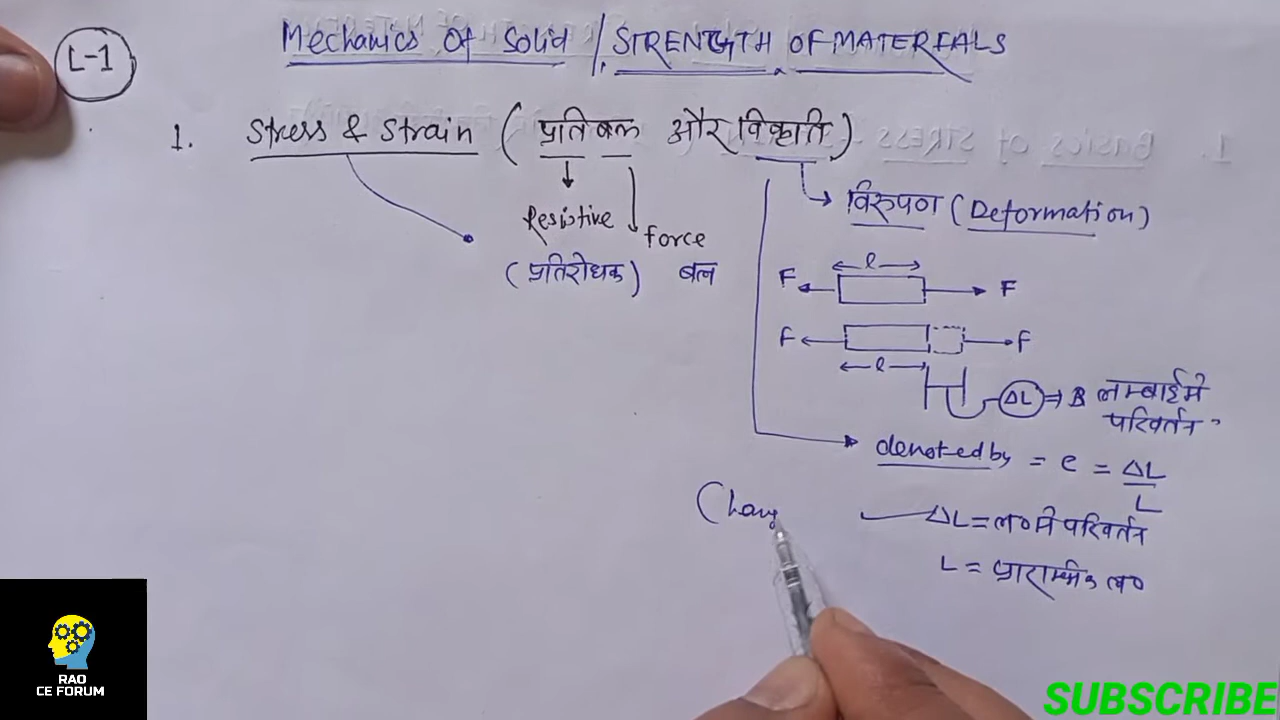 L-1
Mechanics Of Solid / STRENGTH OF MATERIALS
1. Stress & Strain (प्रतिबल और विकृति)
विरुपण (Deformation)
Resistive
force
(प्रतिरोधक) बल
l
F F
F F
l
ΔL ⇒ लम्बाई मे
परिवर्तन
denoted by = e = ΔL
L
(Chang
ΔL = ल० मे परिवर्तन
L = प्रारम्भिक ल०
RAO
CE FORUM
SUBSCRIBE